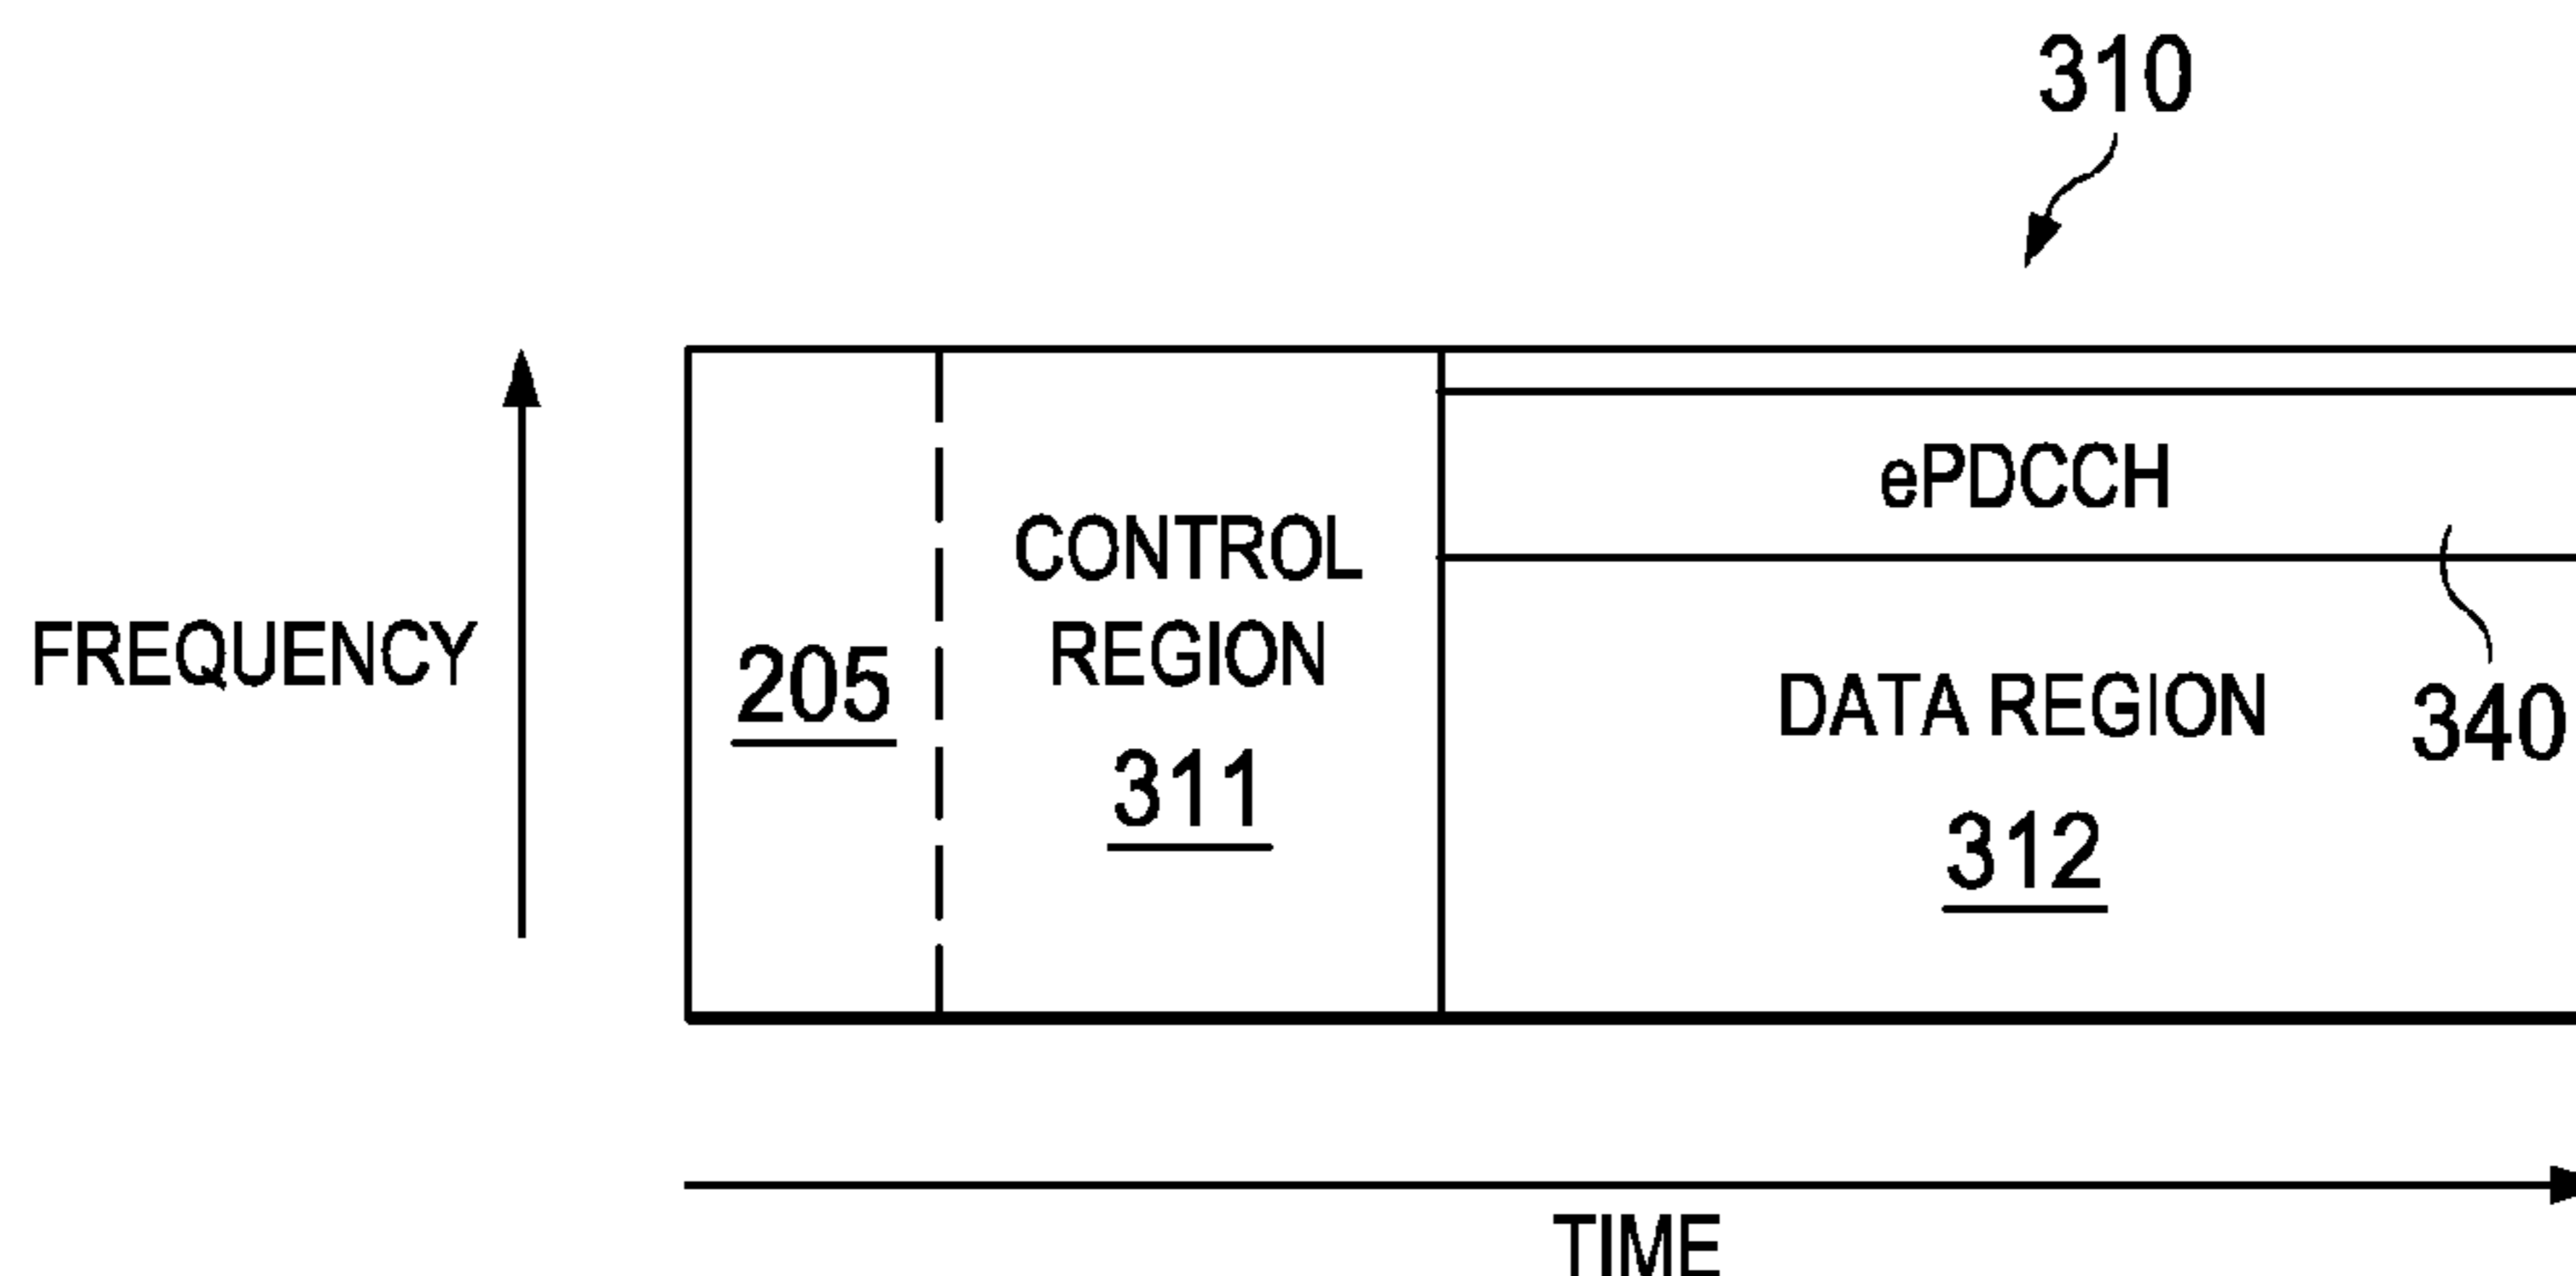 310
ePDCCH
CONTROL
REGION
311
FREQUENCY
205
DATA REGION
312
340
TIME